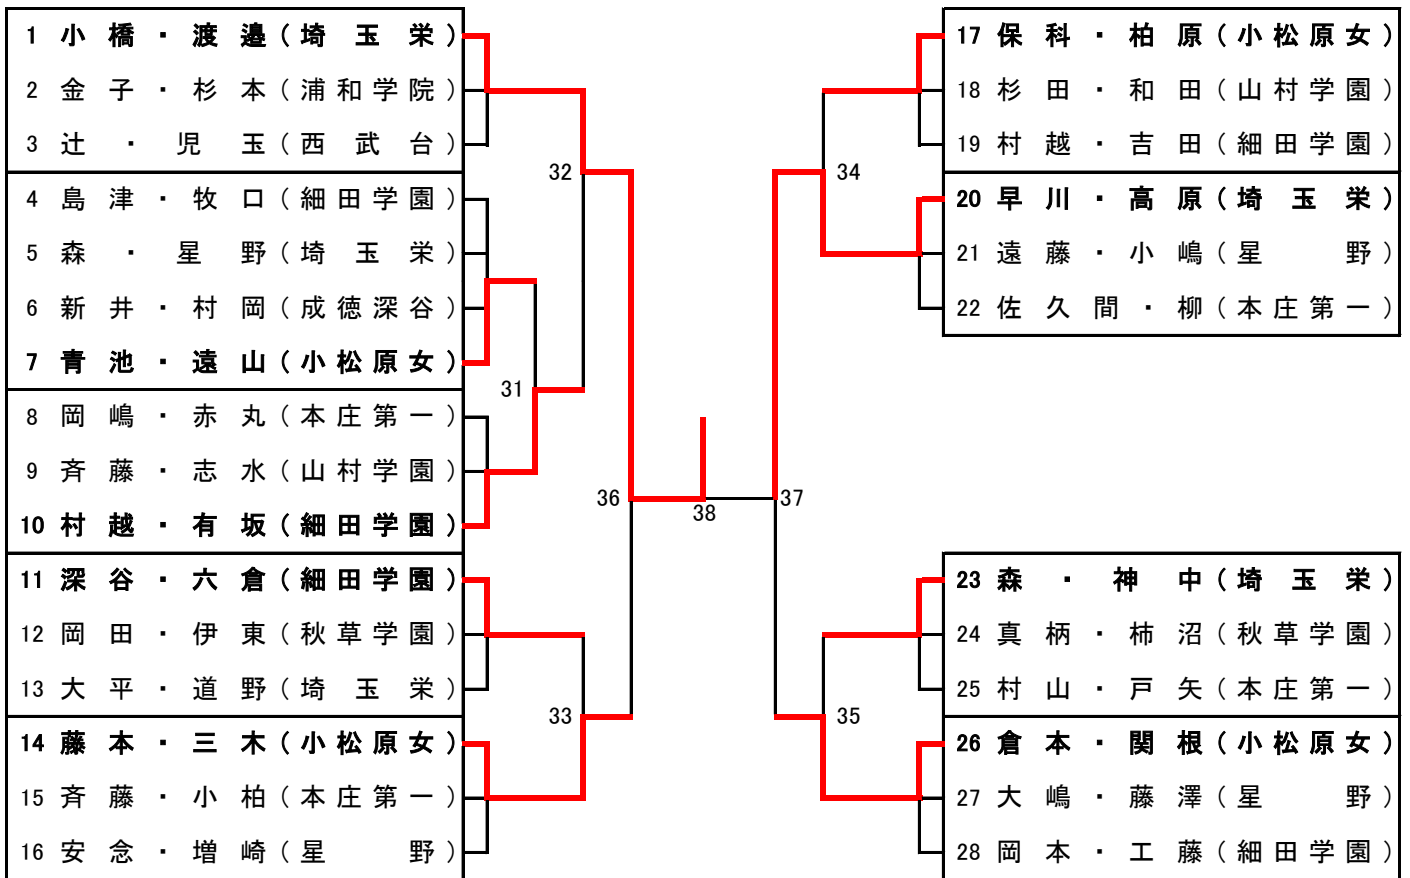 1 小橋・渡邉(埼玉栄)
2 金子・杉本(浦和学院)
3 辻・児玉(西武台)
4 島津・牧口(細田学園)
5 森・星野(埼玉栄)
6 新井・村岡(成徳深谷)
7 青池・遠山(小松原女)
8 岡嶋・赤丸(本庄第一)
9 斉藤・志水(山村学園)
10 村越・有坂(細田学園)
11 深谷・六倉(細田学園)
12 岡田・伊東(秋草学園)
13 大平・道野(埼玉栄)
14 藤本・三木(小松原女)
15 斉藤・小柏(本庄第一)
16 安念・増崎(星野)
32
31
36
33
38
37
34
35
17 保科・柏原(小松原女)
18 杉田・和田(山村学園)
19 村越・吉田(細田学園)
20 早川・高原(埼玉栄)
21 遠藤・小嶋(星野)
22 佐久間・柳(本庄第一)
23 森・神中(埼玉栄)
24 真柄・柿沼(秋草学園)
25 村山・戸矢(本庄第一)
26 倉本・関根(小松原女)
27 大嶋・藤澤(星野)
28 岡本・工藤(細田学園)